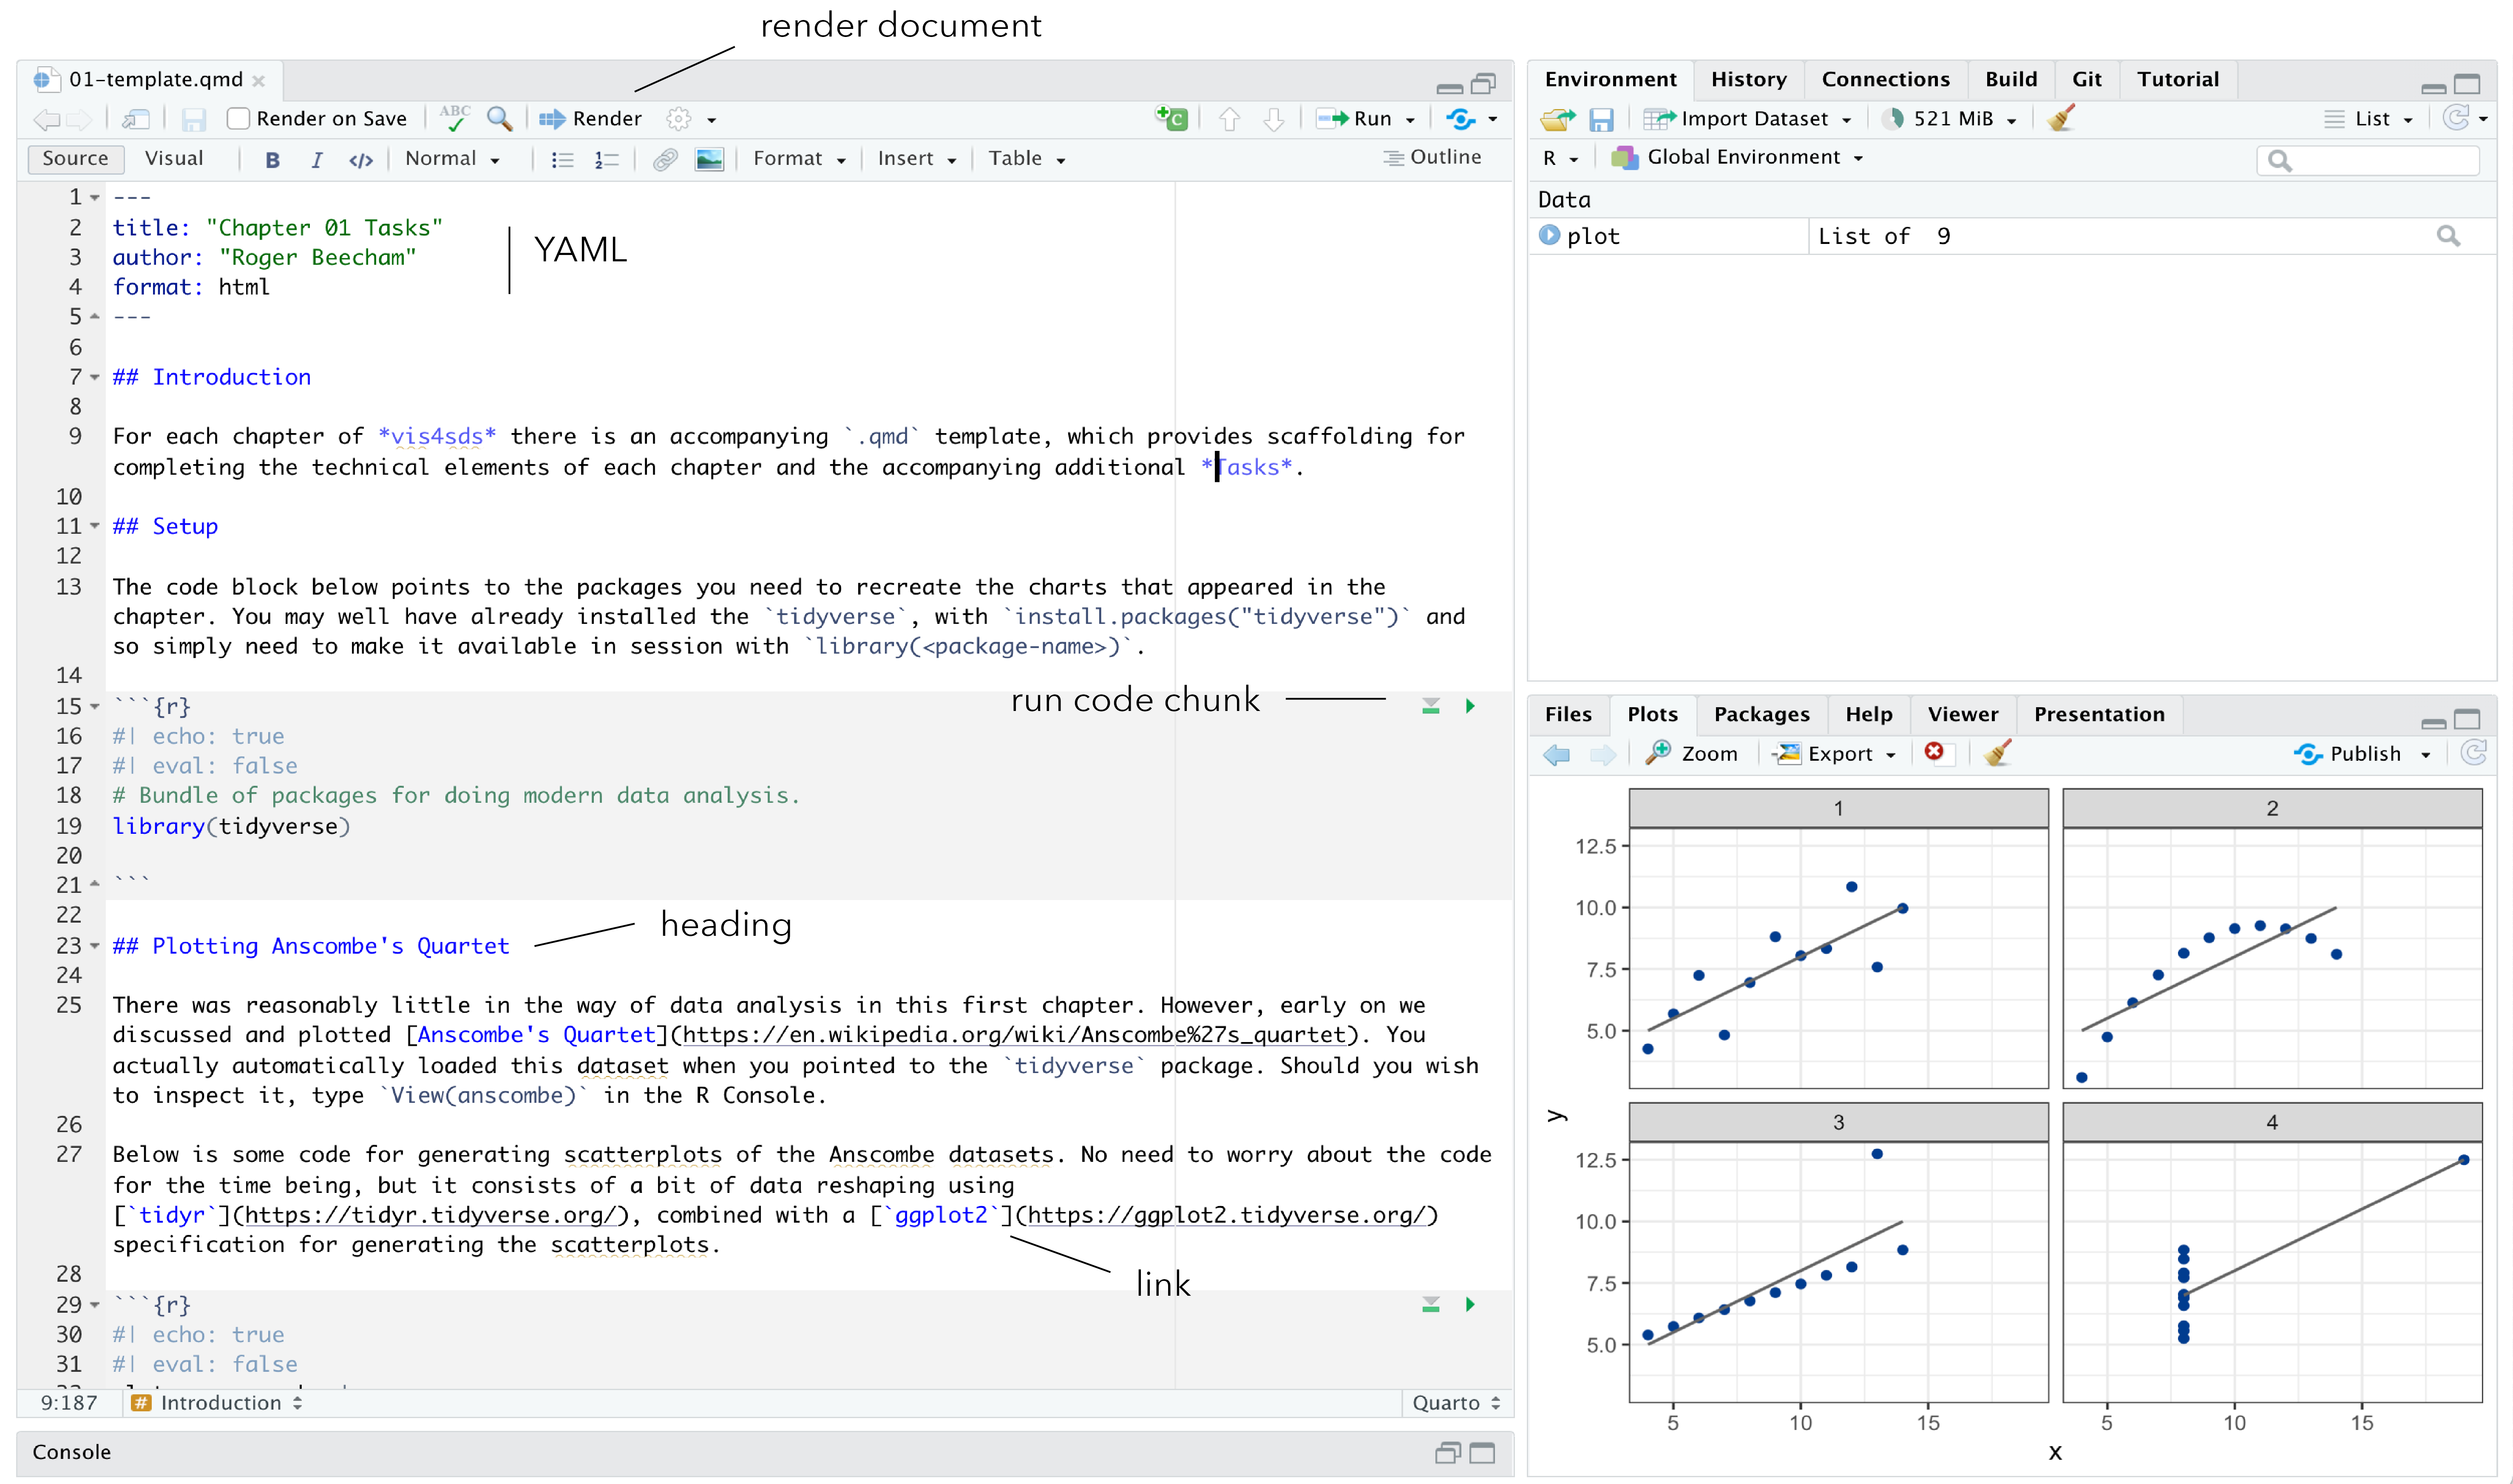 render document
01-template.qmd
Render on Save ABC Render Run
Source Visual B I </> Normal Format Insert Table Outline
1 ---
2 title: "Chapter 01 Tasks"
3 author: "Roger Beecham"
4 format: html
5 ---
YAML
6
7 ## Introduction
8
9 For each chapter of *vis4sds* there is an accompanying `.qmd` template, which provides scaffolding for
completing the technical elements of each chapter and the accompanying additional *Tasks*.
10
11 ## Setup
12
13 The code block below points to the packages you need to recreate the charts that appeared in the
chapter. You may well have already installed the `tidyverse`, with `install.packages("tidyverse")` and
so simply need to make it available in session with `library(<package-name>)`.
14
run code chunk
15 ```{r}
16 #| echo: true
17 #| eval: false
18 # Bundle of packages for doing modern data analysis.
19 library(tidyverse)
20
21 ```
22
heading
23 ## Plotting Anscombe's Quartet
24
25 There was reasonably little in the way of data analysis in this first chapter. However, early on we
discussed and plotted [Anscombe's Quartet](https://en.wikipedia.org/wiki/Anscombe%27s_quartet). You
actually automatically loaded this dataset when you pointed to the `tidyverse` package. Should you wish
to inspect it, type `View(anscombe)` in the R Console.
26
27 Below is some code for generating scatterplots of the Anscombe datasets. No need to worry about the code
for the time being, but it consists of a bit of data reshaping using
[`tidyr`](https://tidyr.tidyverse.org/), combined with a [`ggplot2`](https://ggplot2.tidyverse.org/)
specification for generating the scatterplots.
link
28
29 ```{r}
30 #| echo: true
31 #| eval: false
9:187 # Introduction Quarto
Console
Environment History Connections Build Git Tutorial
Import Dataset 521 MiB List
R Global Environment
Data
plot List of 9
Files Plots Packages Help Viewer Presentation
Zoom Export Publish
1 2
12.5
10.0
7.5
5.0
y
3 4
12.5
10.0
7.5
5.0
5 10 15 5 10 15
x